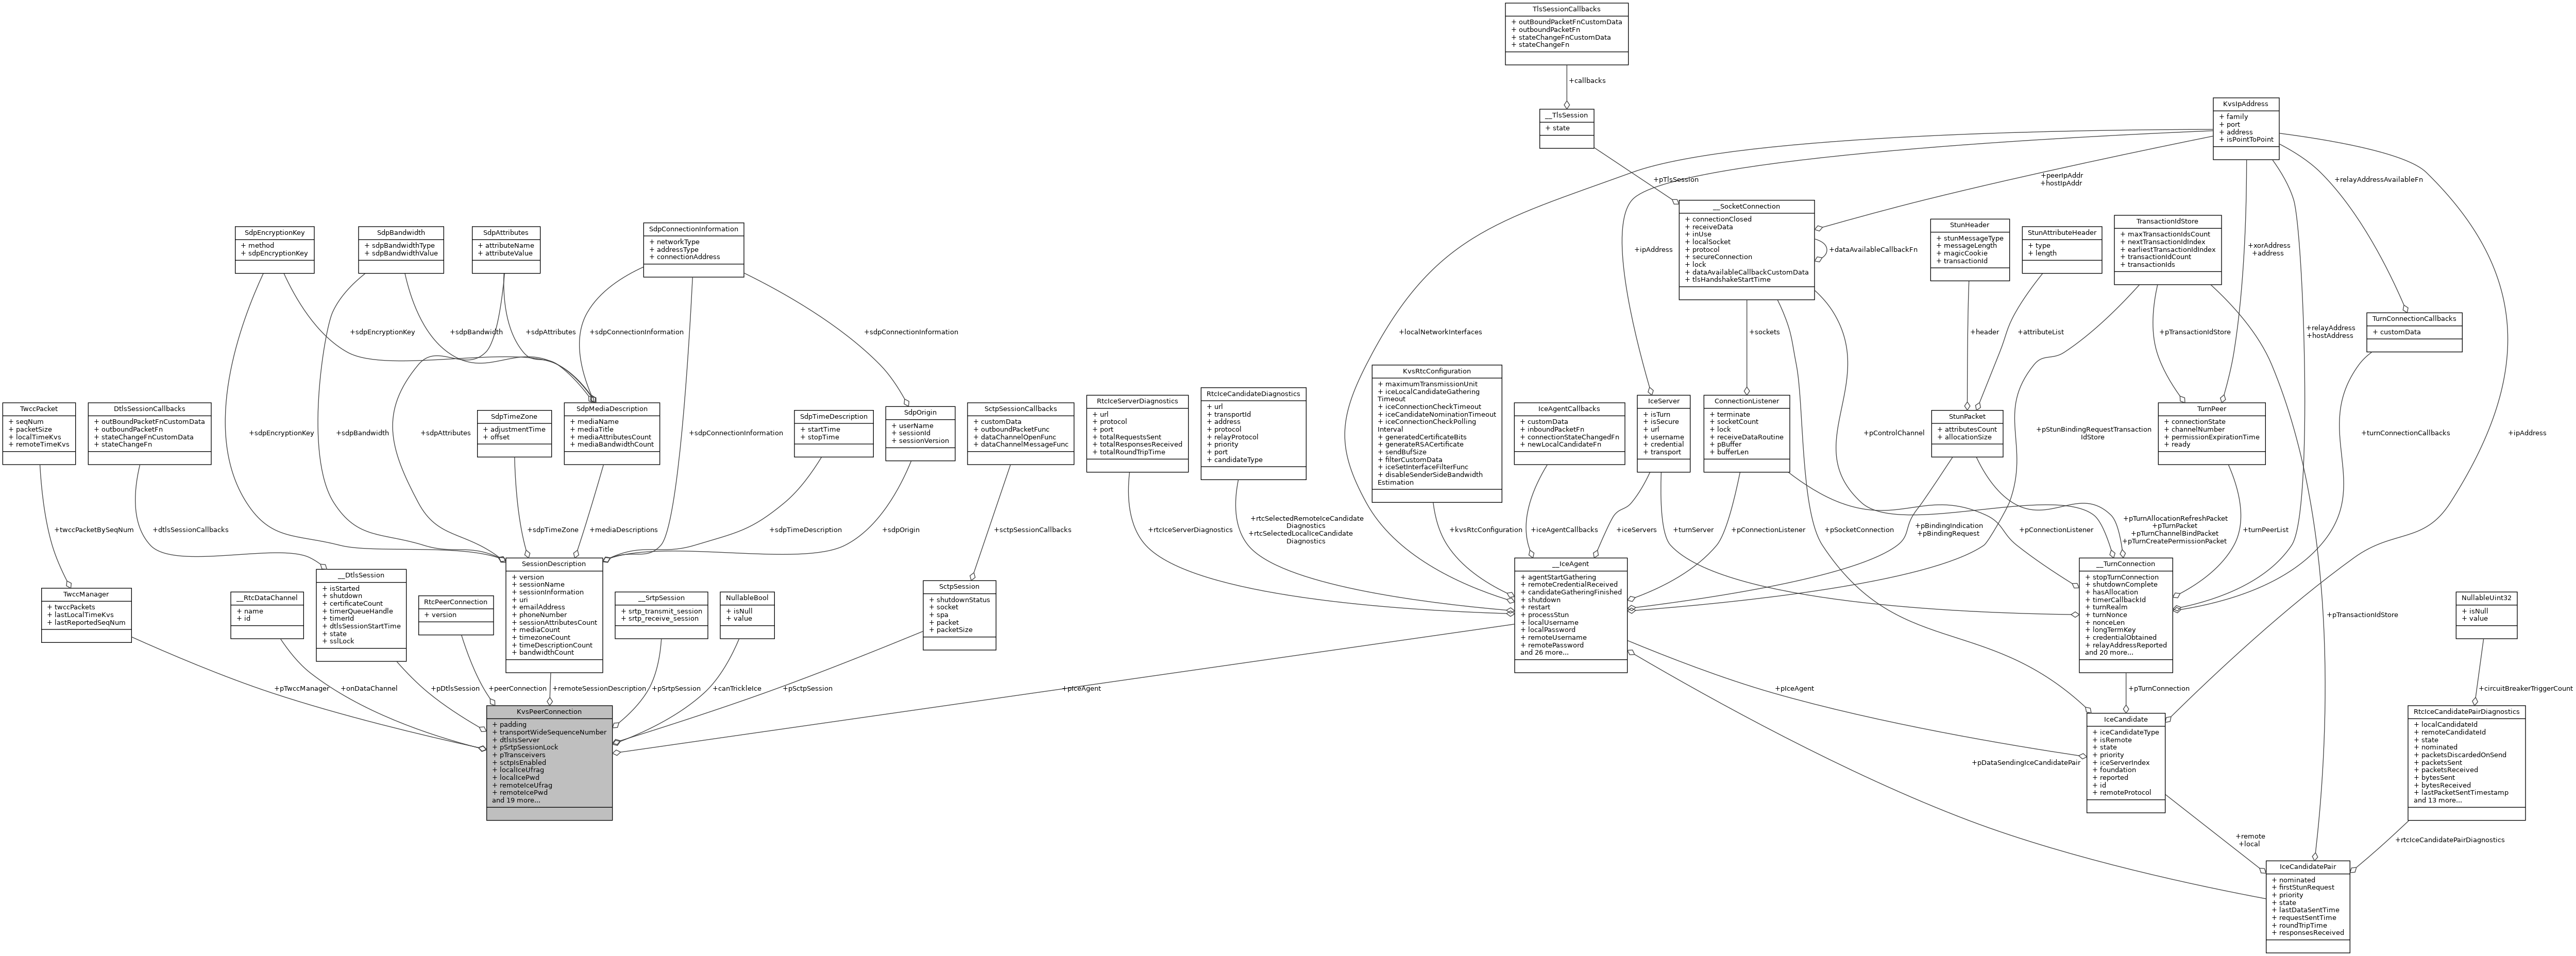 TlsSessionCallbacks
+ outBoundPacketFnCustomData
+ outboundPacketFn
+ stateChangeFnCustomData
+ stateChangeFn
+callbacks
__TlsSession
+ state
+pTlsSession
KvsIpAddress
+ family
+ port
+ address
+ isPointToPoint
+peerIpAddr
+hostIpAddr
+relayAddressAvailableFn
+ipAddress
+xorAddress
+address
__SocketConnection
+ connectionClosed
+ receiveData
+ inUse
+ localSocket
+ protocol
+ secureConnection
+ lock
+ dataAvailableCallbackCustomData
+ tlsHandshakeStartTime
+dataAvailableCallbackFn
StunHeader
+ stunMessageType
+ messageLength
+ magicCookie
+ transactionId
StunAttributeHeader
+ type
+ length
TransactionIdStore
+ maxTransactionIdsCount
+ nextTransactionIdIndex
+ earliestTransactionIdIndex
+ transactionIdCount
+ transactionIds
SdpEncryptionKey
+ method
+ sdpEncryptionKey
SdpBandwidth
+ sdpBandwidthType
+ sdpBandwidthValue
SdpAttributes
+ attributeName
+ attributeValue
SdpConnectionInformation
+ networkType
+ addressType
+ connectionAddress
TurnConnectionCallbacks
+ customData
+sdpEncryptionKey
+sdpBandwidth
+sdpAttributes
+sdpConnectionInformation
+sdpConnectionInformation
+localNetworkInterfaces
+sockets
+header
+attributeList
+pTransactionIdStore
+relayAddress
+hostAddress
TwccPacket
+ seqNum
+ packetSize
+ localTimeKvs
+ remoteTimeKvs
DtlsSessionCallbacks
+ outBoundPacketFnCustomData
+ outboundPacketFn
+ stateChangeFnCustomData
+ stateChangeFn
+sdpEncryptionKey
+sdpBandwidth
+sdpAttributes
SdpTimeZone
+ adjustmentTime
+ offset
SdpMediaDescription
+ mediaName
+ mediaTitle
+ mediaAttributesCount
+ mediaBandwidthCount
+sdpConnectionInformation
SdpTimeDescription
+ startTime
+ stopTime
SdpOrigin
+ userName
+ sessionId
+ sessionVersion
SctpSessionCallbacks
+ customData
+ outboundPacketFunc
+ dataChannelOpenFunc
+ dataChannelMessageFunc
RtcIceServerDiagnostics
+ url
+ protocol
+ port
+ totalRequestsSent
+ totalResponsesReceived
+ totalRoundTripTime
RtcIceCandidateDiagnostics
+ url
+ transportId
+ address
+ protocol
+ relayProtocol
+ priority
+ port
+ candidateType
KvsRtcConfiguration
+ maximumTransmissionUnit
+ iceLocalCandidateGathering
Timeout
+ iceConnectionCheckTimeout
+ iceCandidateNominationTimeout
+ iceConnectionCheckPolling
Interval
+ generatedCertificateBits
+ generateRSACertificate
+ sendBufSize
+ filterCustomData
+ iceSetInterfaceFilterFunc
+ disableSenderSideBandwidth
Estimation
IceAgentCallbacks
+ customData
+ inboundPacketFn
+ connectionStateChangedFn
+ newLocalCandidateFn
IceServer
+ isTurn
+ isSecure
+ url
+ username
+ credential
+ transport
ConnectionListener
+ terminate
+ socketCount
+ lock
+ receiveDataRoutine
+ pBuffer
+ bufferLen
+pControlChannel
StunPacket
+ attributesCount
+ allocationSize
+pStunBindingRequestTransaction
IdStore
TurnPeer
+ connectionState
+ channelNumber
+ permissionExpirationTime
+ ready
+turnConnectionCallbacks
+ipAddress
+twccPacketBySeqNum
+dtlsSessionCallbacks
+sdpTimeZone
+mediaDescriptions
+sdpTimeDescription
+sdpOrigin
+sctpSessionCallbacks
+rtcIceServerDiagnostics
+rtcSelectedRemoteIceCandidate
Diagnostics
+rtcSelectedLocalIceCandidate
Diagnostics
+kvsRtcConfiguration
+iceAgentCallbacks
+iceServers
+turnServer
+pConnectionListener
+pSocketConnection
+pBindingIndication
+pBindingRequest
+pConnectionListener
+pTurnAllocationRefreshPacket
+pTurnPacket
+pTurnChannelBindPacket
+pTurnCreatePermissionPacket
+turnPeerList
TwccManager
+ twccPackets
+ lastLocalTimeKvs
+ lastReportedSeqNum
__RtcDataChannel
+ name
+ id
__DtlsSession
+ isStarted
+ shutdown
+ certificateCount
+ timerQueueHandle
+ timerId
+ dtlsSessionStartTime
+ state
+ sslLock
RtcPeerConnection
+ version
SessionDescription
+ version
+ sessionName
+ sessionInformation
+ uri
+ emailAddress
+ phoneNumber
+ sessionAttributesCount
+ mediaCount
+ timezoneCount
+ timeDescriptionCount
+ bandwidthCount
__SrtpSession
+ srtp_transmit_session
+ srtp_receive_session
NullableBool
+ isNull
+ value
SctpSession
+ shutdownStatus
+ socket
+ spa
+ packet
+ packetSize
__IceAgent
+ agentStartGathering
+ remoteCredentialReceived
+ candidateGatheringFinished
+ shutdown
+ restart
+ processStun
+ localUsername
+ localPassword
+ remoteUsername
+ remotePassword
and 26 more...
__TurnConnection
+ stopTurnConnection
+ shutdownComplete
+ hasAllocation
+ timerCallbackId
+ turnRealm
+ turnNonce
+ nonceLen
+ longTermKey
+ credentialObtained
+ relayAddressReported
and 20 more...
+pTransactionIdStore
NullableUint32
+ isNull
+ value
+pTwccManager
+onDataChannel
+pDtlsSession
+peerConnection
+remoteSessionDescription
+pSrtpSession
+canTrickleIce
+pSctpSession
+pIceAgent
+pIceAgent
+pTurnConnection
+circuitBreakerTriggerCount
KvsPeerConnection
+ padding
+ transportWideSequenceNumber
+ dtlsIsServer
+ pSrtpSessionLock
+ pTransceivers
+ sctpIsEnabled
+ localIceUfrag
+ localIcePwd
+ remoteIceUfrag
+ remoteIcePwd
and 19 more...
+pDataSendingIceCandidatePair
IceCandidate
+ iceCandidateType
+ isRemote
+ state
+ priority
+ iceServerIndex
+ foundation
+ reported
+ id
+ remoteProtocol
RtcIceCandidatePairDiagnostics
+ localCandidateId
+ remoteCandidateId
+ state
+ nominated
+ packetsDiscardedOnSend
+ packetsSent
+ packetsReceived
+ bytesSent
+ bytesReceived
+ lastPacketSentTimestamp
and 13 more...
+remote
+local
+rtcIceCandidatePairDiagnostics
IceCandidatePair
+ nominated
+ firstStunRequest
+ priority
+ state
+ lastDataSentTime
+ requestSentTime
+ roundTripTime
+ responsesReceived